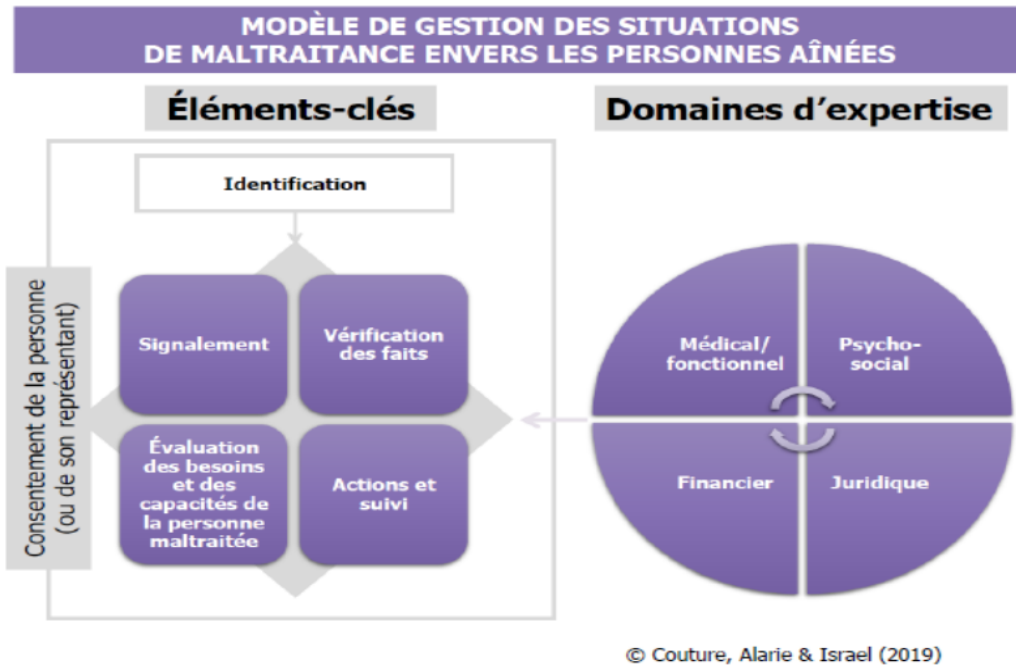 MODÈLE DE GESTION DES SITUATIONS
DE MALTRAITANCE ENVERS LES PERSONNES AÎNÉES
Éléments-clés
Domaines d'expertise
Identification
Consentement de la personne
(ou de son représentant)
Signalement
Vérification
des faits
Évaluation
des besoins
et des
capacités de
la personne
maltraitée
Actions et
suivi
Médical/
fonctionnel
Psycho-
social
Financier
Juridique
© Couture, Alarie & Israel (2019)